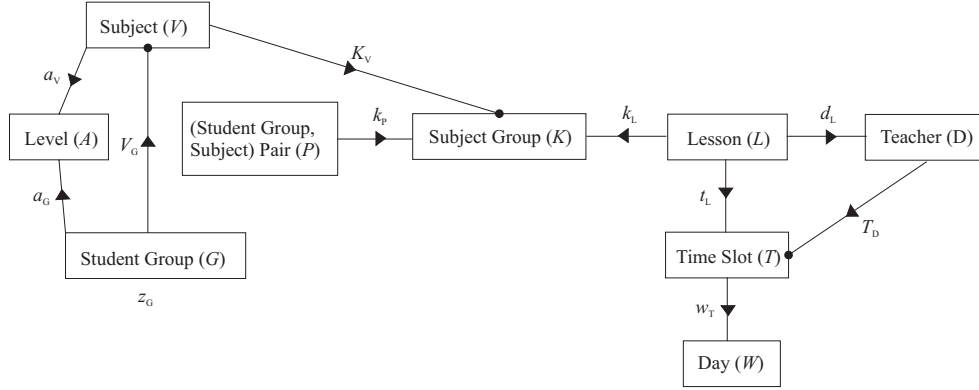 Subject (V)
K_V
a_V
(Student Group,
Subject) Pair (P)
k_P
Subject Group (K)
k_L
Lesson (L)
d_L
Teacher (D)
Level (A)
V_G
a_G
t_L
T_D
Student Group (G)
Time Slot (T)
z_G
w_T
Day (W)